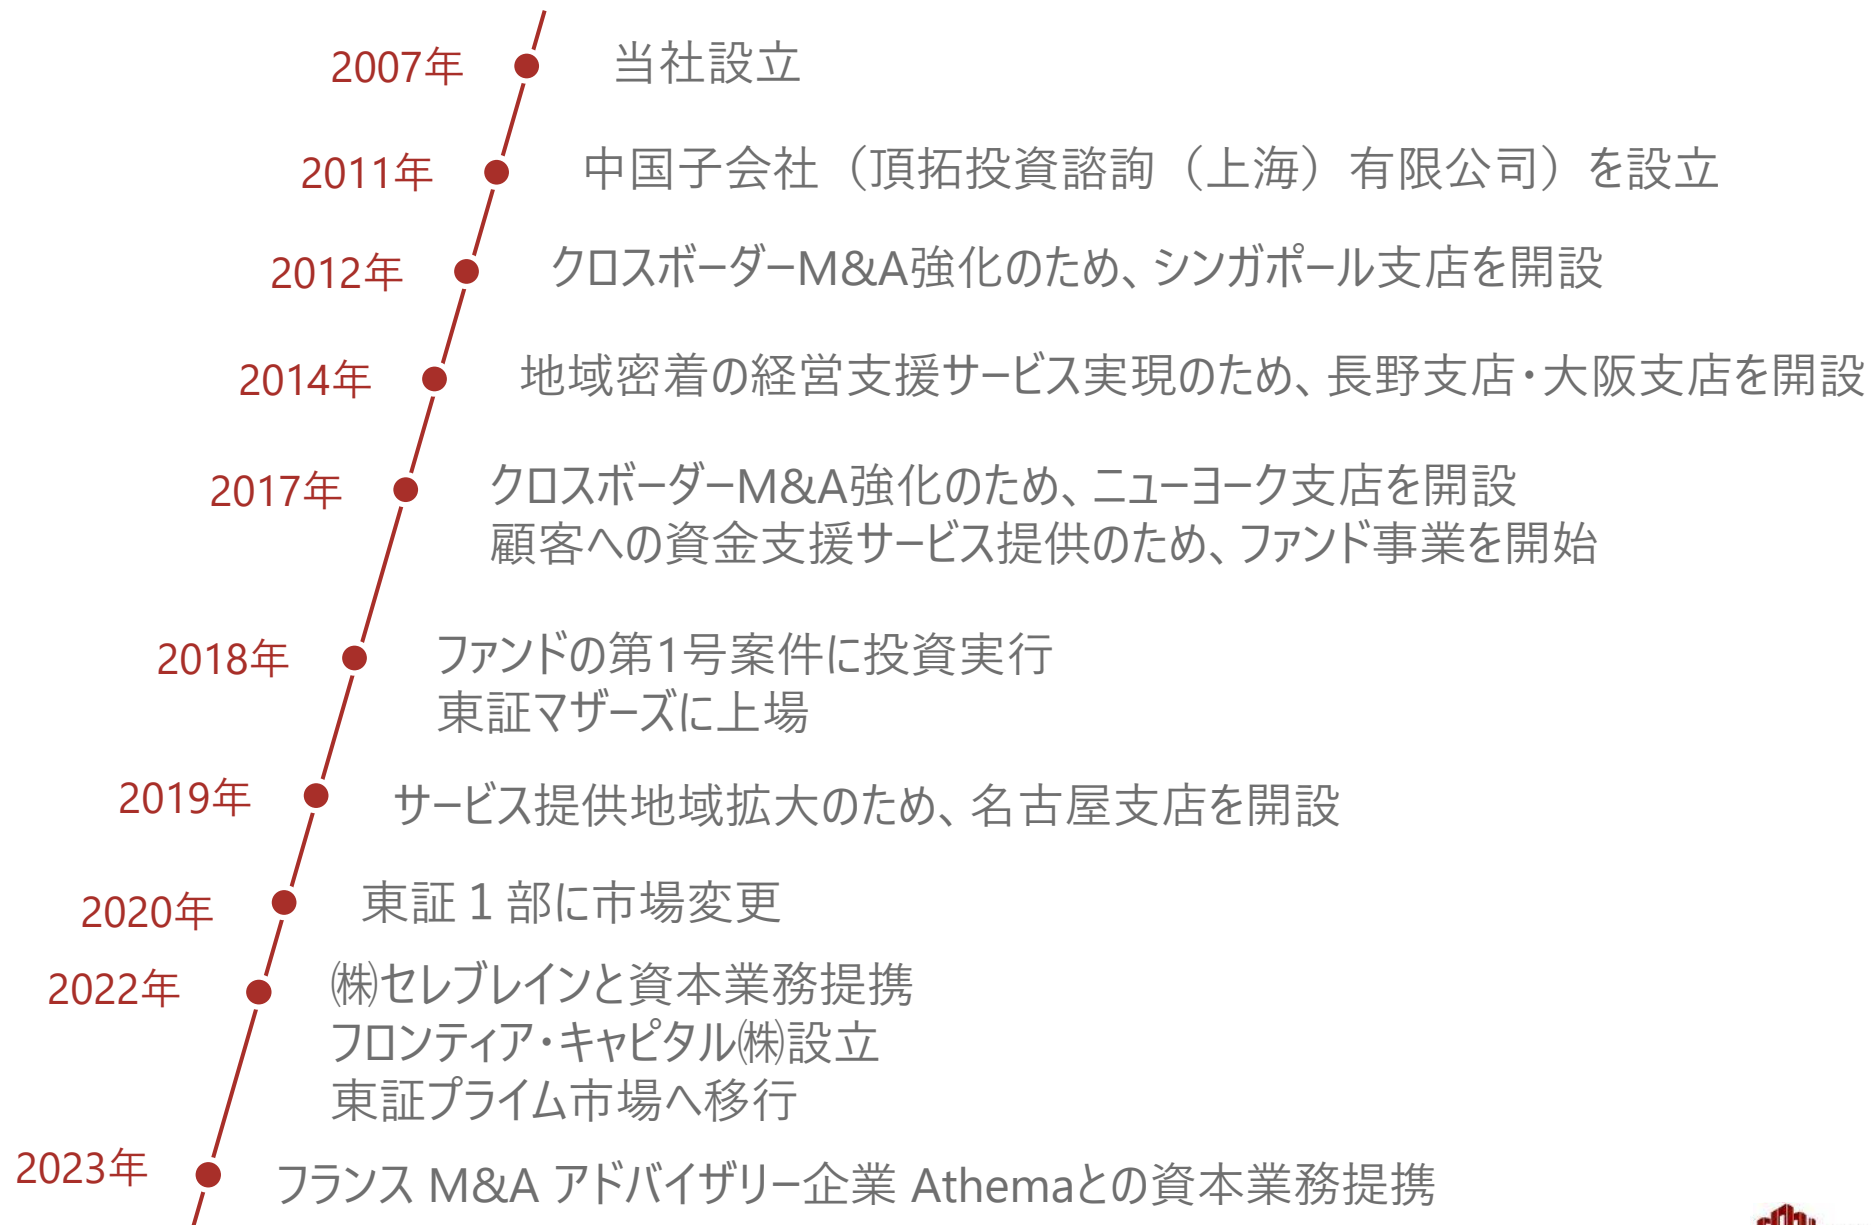 2007年 当社設立
2011年 中国子会社（頂拓投資諮詢（上海）有限公司）を設立
2012年 クロスボーダーM&A強化のため、シンガポール支店を開設
2014年 地域密着の経営支援サービス実現のため、長野支店・大阪支店を開設
2017年 クロスボーダーM&A強化のため、ニューヨーク支店を開設
顧客への資金支援サービス提供のため、ファンド事業を開始
2018年 ファンドの第1号案件に投資実行
東証マザーズに上場
2019年 サービス提供地域拡大のため、名古屋支店を開設
2020年 東証１部に市場変更
2022年 ㈱セレブレインと資本業務提携
フロンティア・キャピタル㈱設立
東証プライム市場へ移行
2023年 フランス M&A アドバイザリー企業 Athemaとの資本業務提携